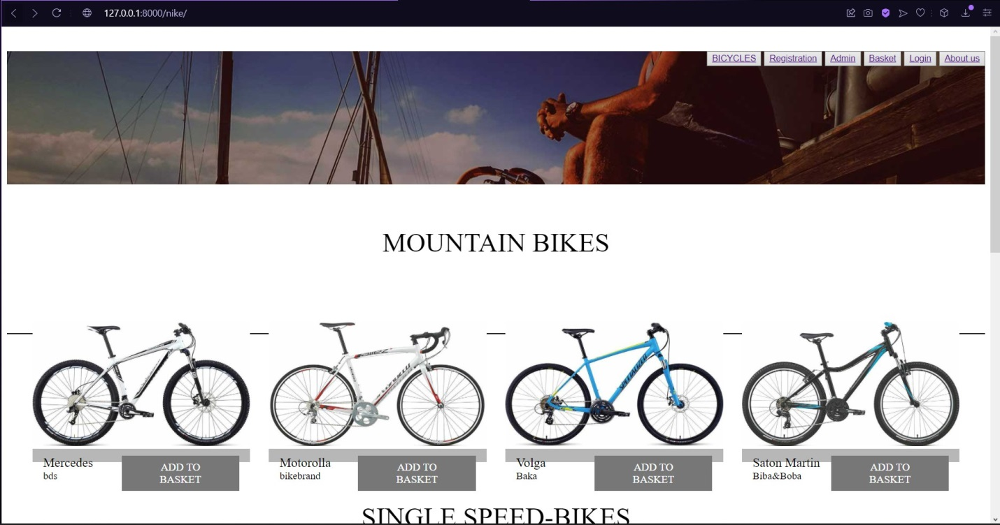 127.0.0.1:8000/nike/
BICYCLES Registration Admin Basket Login About us
MOUNTAIN BIKES
SPECIALIZED
Mercedes
bds
ADD TO
BASKET
Motorolla
bikebrand
ADD TO
BASKET
Volga
Baka
ADD TO
BASKET
Saton Martin
Biba&Boba
ADD TO
BASKET
SINGLE SPEED-BIKES